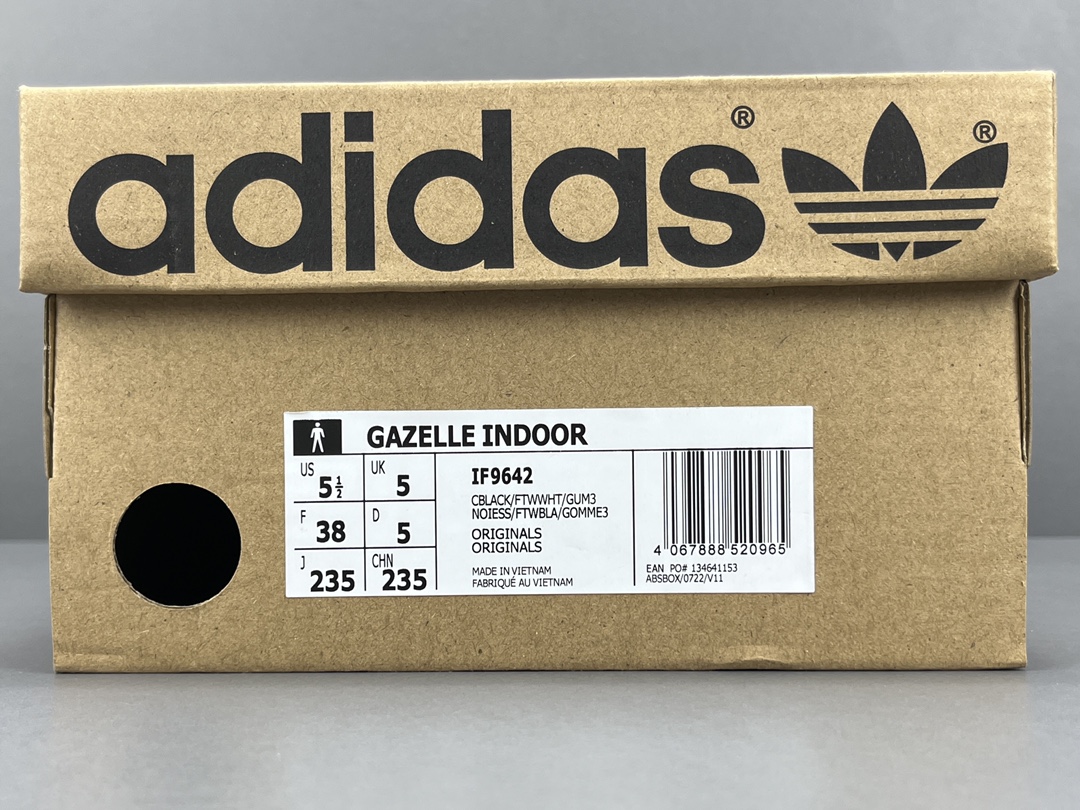 adidas®
®
GAZELLE INDOOR
US 5½ UK 5
F 38 D 5
J 235 CHN 235
IF9642
CBLACK/FTWWHT/GUM3
NOIESS/FTWBLA/GOMME3
ORIGINALS
ORIGINALS
MADE IN VIETNAM
FABRIQUÉ AU VIETNAM
4 067888 520965
EAN PO# 134641153
ABSBOX/0722/V11